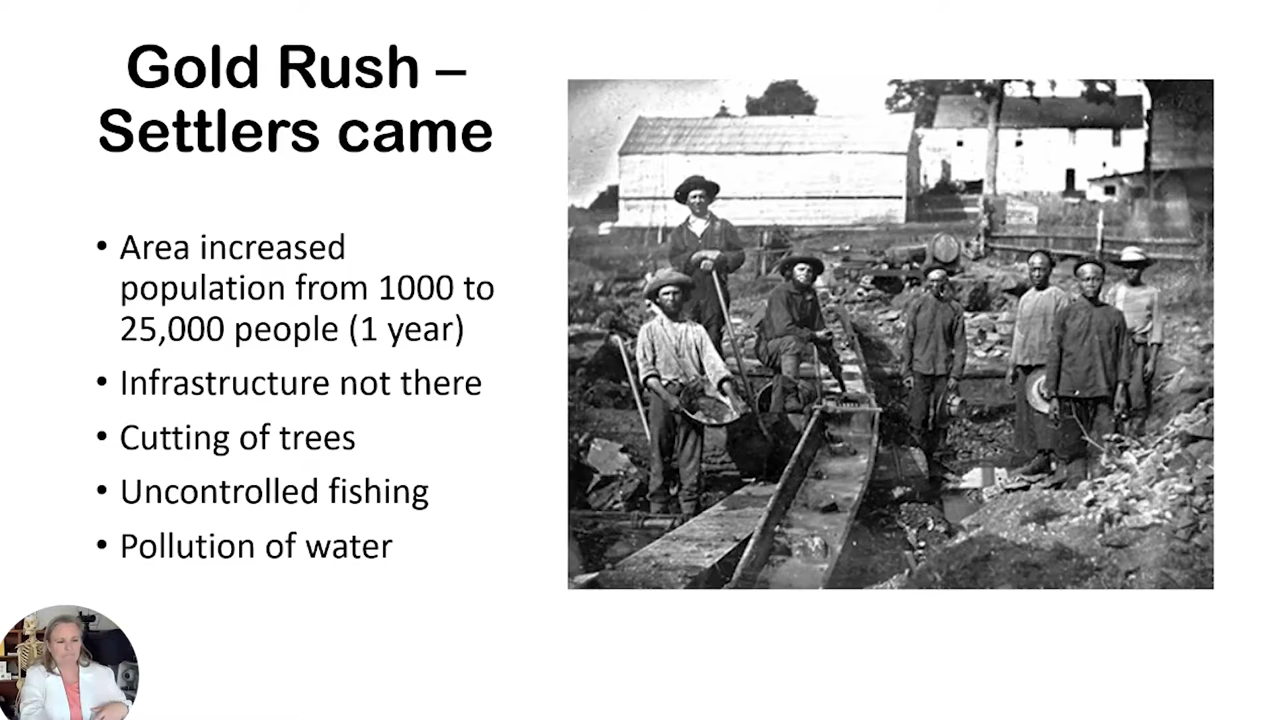 Gold Rush –
Settlers came
• Area increased
population from 1000 to
25,000 people (1 year)
• Infrastructure not there
• Cutting of trees
• Uncontrolled fishing
• Pollution of water